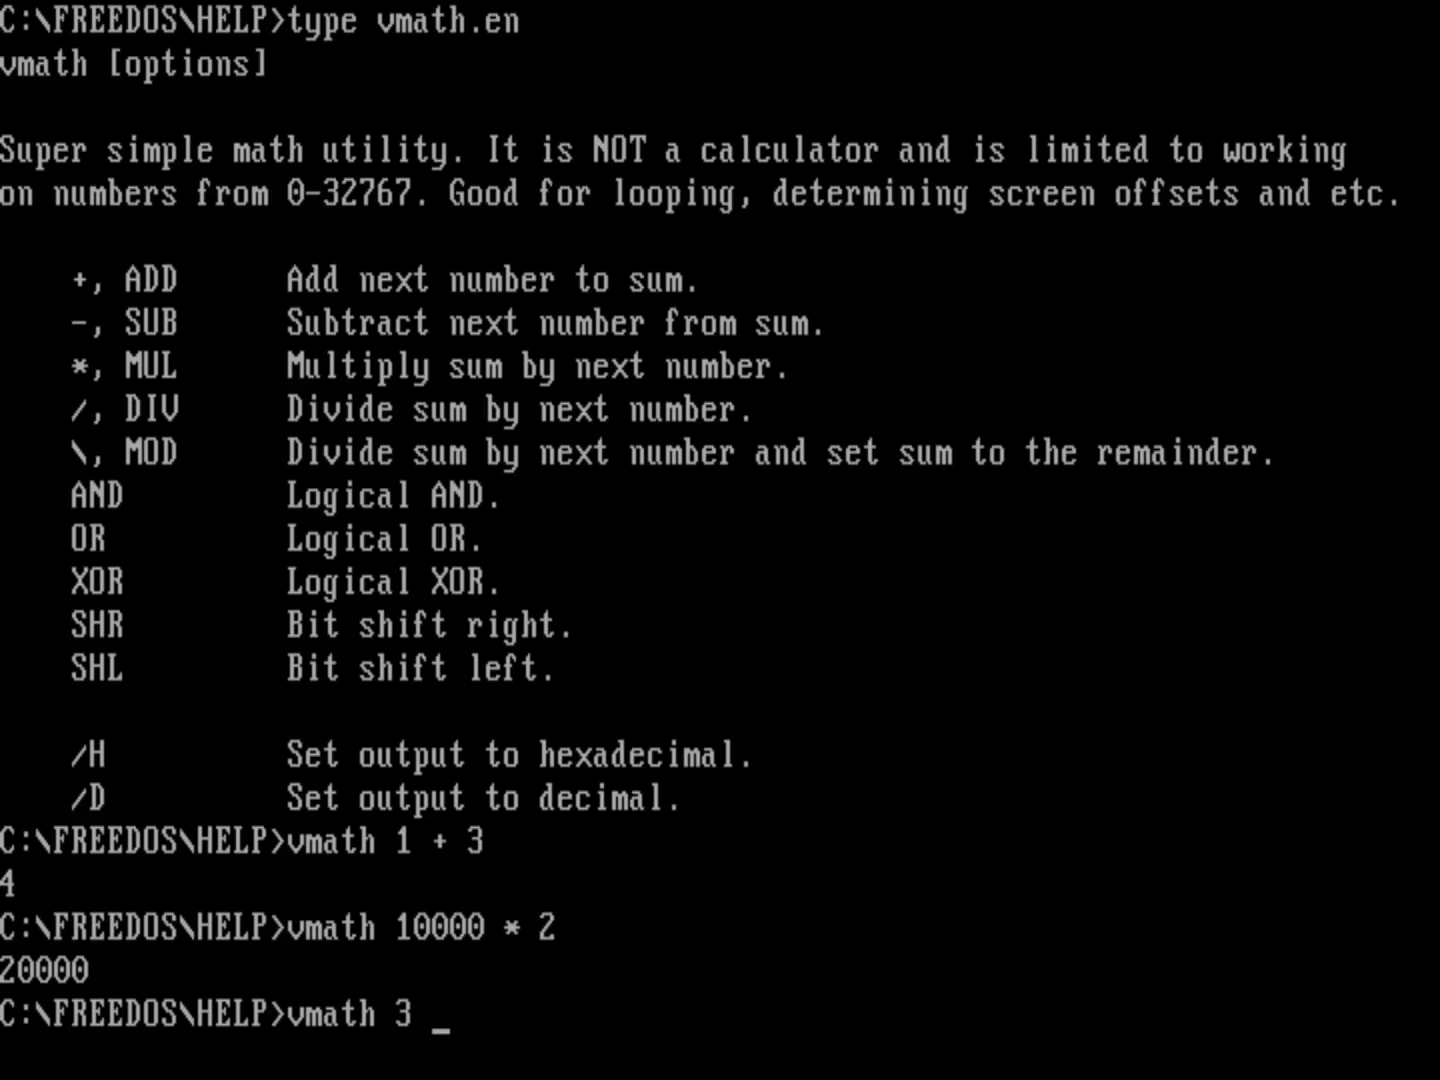 C:\FREEDOS\HELP>type vmath.en
vmath [options]
Super simple math utility. It is NOT a calculator and is limited to working
on numbers from 0-32767. Good for looping, determining screen offsets and etc.
+, ADD Add next number to sum.
-, SUB Subtract next number from sum.
*, MUL Multiply sum by next number.
/, DIV Divide sum by next number.
\, MOD Divide sum by next number and set sum to the remainder.
AND Logical AND.
OR Logical OR.
XOR Logical XOR.
SHR Bit shift right.
SHL Bit shift left.
/H Set output to hexadecimal.
/D Set output to decimal.
C:\FREEDOS\HELP>vmath 1 + 3
4
C:\FREEDOS\HELP>vmath 10000 * 2
20000
C:\FREEDOS\HELP>vmath 3 _